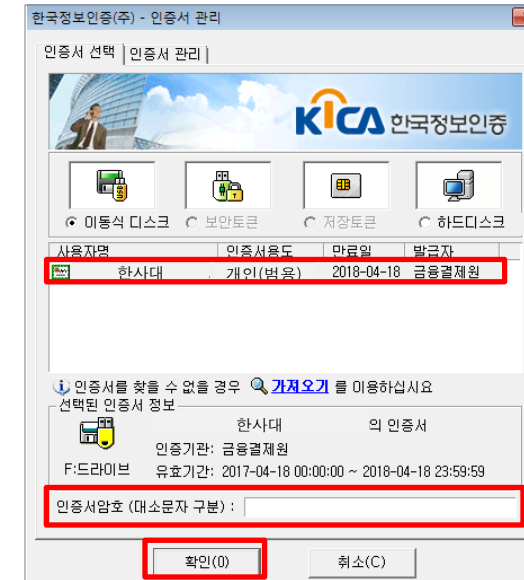 한국정보인증(주) - 인증서 관리
인증서 선택 인증서 관리
KICA 한국정보인증
이동식 디스크 보안토큰 저장토큰 하드디스크
사용자명 인증서용도 만료일 발급자
한사대 개인(범용) 2018-04-18 금융결제원
인증서를 찾을 수 없을 경우 가져오기 를 이용하십시요
선택된 인증서 정보
한사대 의 인증서
인증기관: 금융결제원
F:드라이브 유효기간: 2017-04-18 00:00:00 ~ 2018-04-18 23:59:59
인증서암호 (대소문자 구분) :
확인(O) 취소(C)